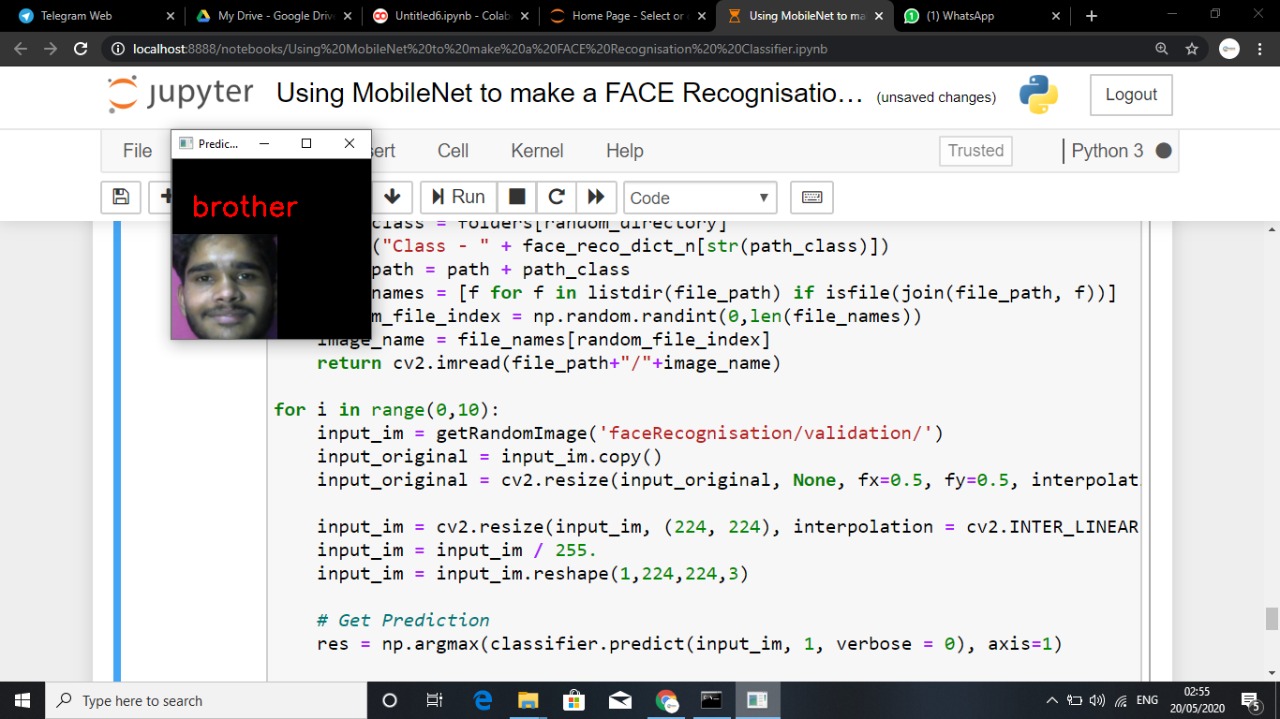 Telegram Web
My Drive - Google Driv
Untitled6.ipynb - Colab
Home Page - Select or c
Using MobileNet to ma
(1) WhatsApp
localhost:8888/notebooks/Using%20MobileNet%20to%20make%20a%20FACE%20Recognisation%20%20Classifier.ipynb
jupyter
Using MobileNet to make a FACE Recognisatio…
(unsaved changes)
Logout
File
sert
Cell
Kernel
Help
Trusted
Python 3
Predic...
Run
Code
brother
class = folders[random_directory]
("Class - " + face_reco_dict_n[str(path_class)])
path = path + path_class
names = [f for f in listdir(file_path) if isfile(join(file_path, f))]
m_file_index = np.random.randint(0,len(file_names))
image_name = file_names[random_file_index]
return cv2.imread(file_path+"/"+image_name)
for i in range(0,10):
input_im = getRandomImage('faceRecognisation/validation/')
input_original = input_im.copy()
input_original = cv2.resize(input_original, None, fx=0.5, fy=0.5, interpolat
input_im = cv2.resize(input_im, (224, 224), interpolation = cv2.INTER_LINEAR
input_im = input_im / 255.
input_im = input_im.reshape(1,224,224,3)
# Get Prediction
res = np.argmax(classifier.predict(input_im, 1, verbose = 0), axis=1)
Type here to search
ENG
02:55
20/05/2020
5